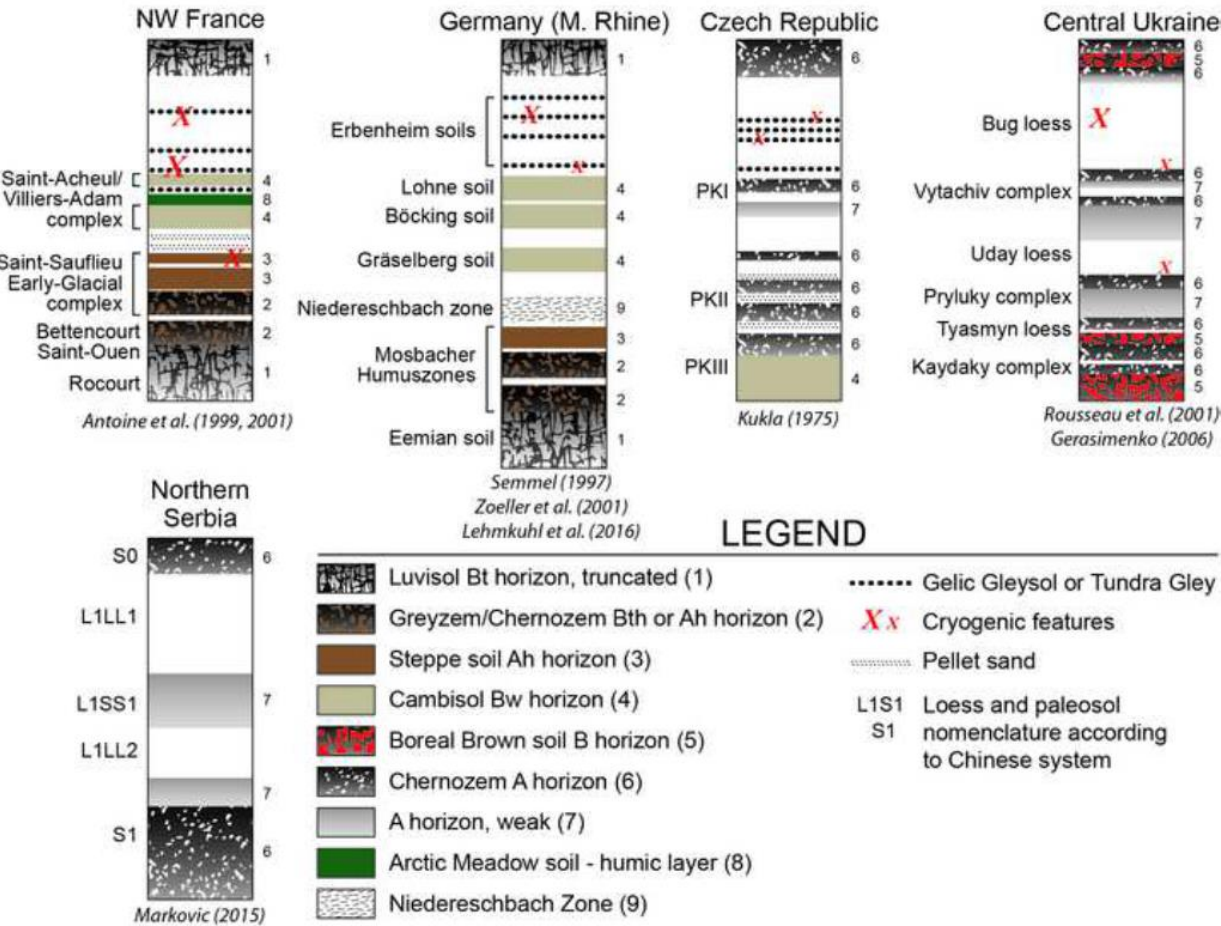 NW France
1
Saint-Acheul/
4
Villiers-Adam
8
complex
4
Saint-Sauflieu
3
Early-Glacial
3
complex
2
Bettencourt
2
Saint-Ouen
Rocourt
1
Antoine et al. (1999, 2001)
Germany (M. Rhine)
1
Erbenheim soils
Lohne soil
4
Böcking soil
4
Gräselberg soil
4
Niedereschbach zone
9
Mosbacher
Humuszones
3
2
2
Eemian soil
1
Semmel (1997)
Zoeller et al. (2001)
Lehmkuhl et al. (2016)
Czech Republic
6
PKI
6
7
6
PKII
6
6
PKIII
6
4
Kukla (1975)
Central Ukraine
6
5
6
Bug loess
Vytachiv complex
6
7
6
7
Uday loess
Pryluky complex
6
7
Tyasmyn loess
6
5
Kaydaky complex
6
6
5
Rousseau et al. (2001)
Gerasimenko (2006)
Northern
Serbia
S0
6
L1LL1
L1SS1
7
L1LL2
7
S1
6
Markovic (2015)
LEGEND
Luvisol Bt horizon, truncated (1)
Greyzem/Chernozem Bth or Ah horizon (2)
Steppe soil Ah horizon (3)
Cambisol Bw horizon (4)
Boreal Brown soil B horizon (5)
Chernozem A horizon (6)
A horizon, weak (7)
Arctic Meadow soil - humic layer (8)
Niedereschbach Zone (9)
Gelic Gleysol or Tundra Gley
X x Cryogenic features
Pellet sand
L1S1 Loess and paleosol
S1 nomenclature according
to Chinese system